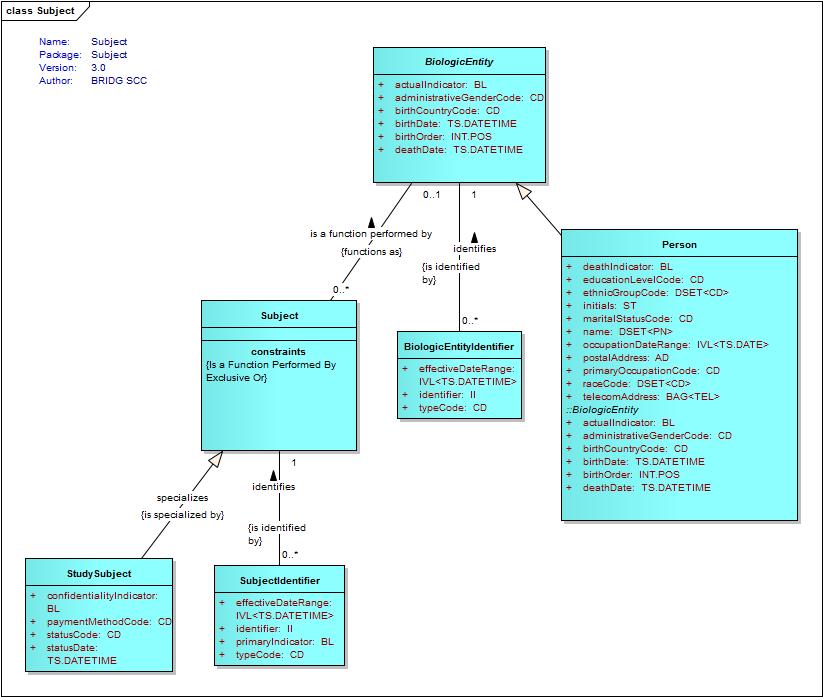 class Subject
Name: Subject
Package: Subject
Version: 3.0
Author: BRIDG SCC
BiologicEntity
+ actualIndicator: BL
+ administrativeGenderCode: CD
+ birthCountryCode: CD
+ birthDate: TS.DATETIME
+ birthOrder: INT.POS
+ deathDate: TS.DATETIME
0..1
1
is a function performed by
{functions as}
0..*
identifies
{is identified
by}
0..*
Person
+ deathIndicator: BL
+ educationLevelCode: CD
+ ethnicGroupCode: DSET<CD>
+ initials: ST
+ maritalStatusCode: CD
+ name: DSET<PN>
+ occupationDateRange: IVL<TS.DATE>
+ postalAddress: AD
+ primaryOccupationCode: CD
+ raceCode: DSET<CD>
+ telecomAddress: BAG<TEL>
::BiologicEntity
+ actualIndicator: BL
+ administrativeGenderCode: CD
+ birthCountryCode: CD
+ birthDate: TS.DATETIME
+ birthOrder: INT.POS
+ deathDate: TS.DATETIME
Subject
constraints
{Is a Function Performed By
Exclusive Or}
BiologicEntityIdentifier
+ effectiveDateRange:
IVL<TS.DATETIME>
+ identifier: II
+ typeCode: CD
specializes
{is specialized by}
1
identifies
{is identified
by}
0..*
StudySubject
+ confidentialityIndicator:
BL
+ paymentMethodCode: CD
+ statusCode: CD
+ statusDate:
TS.DATETIME
SubjectIdentifier
+ effectiveDateRange:
IVL<TS.DATETIME>
+ identifier: II
+ primaryIndicator: BL
+ typeCode: CD